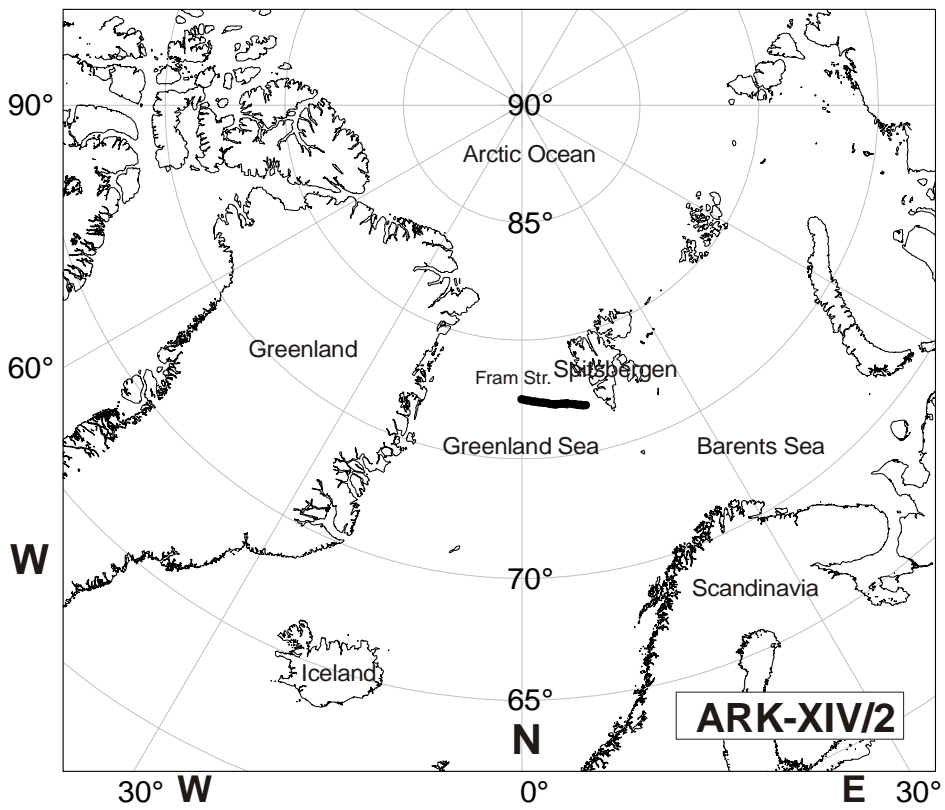 90°
90°
Arctic Ocean
85°
Greenland
60°
Fram Str.
Spitsbergen
Greenland Sea
Barents Sea
W
70°
Scandinavia
Iceland
65°
ARK-XIV/2
N
30°
W
0°
E
30°